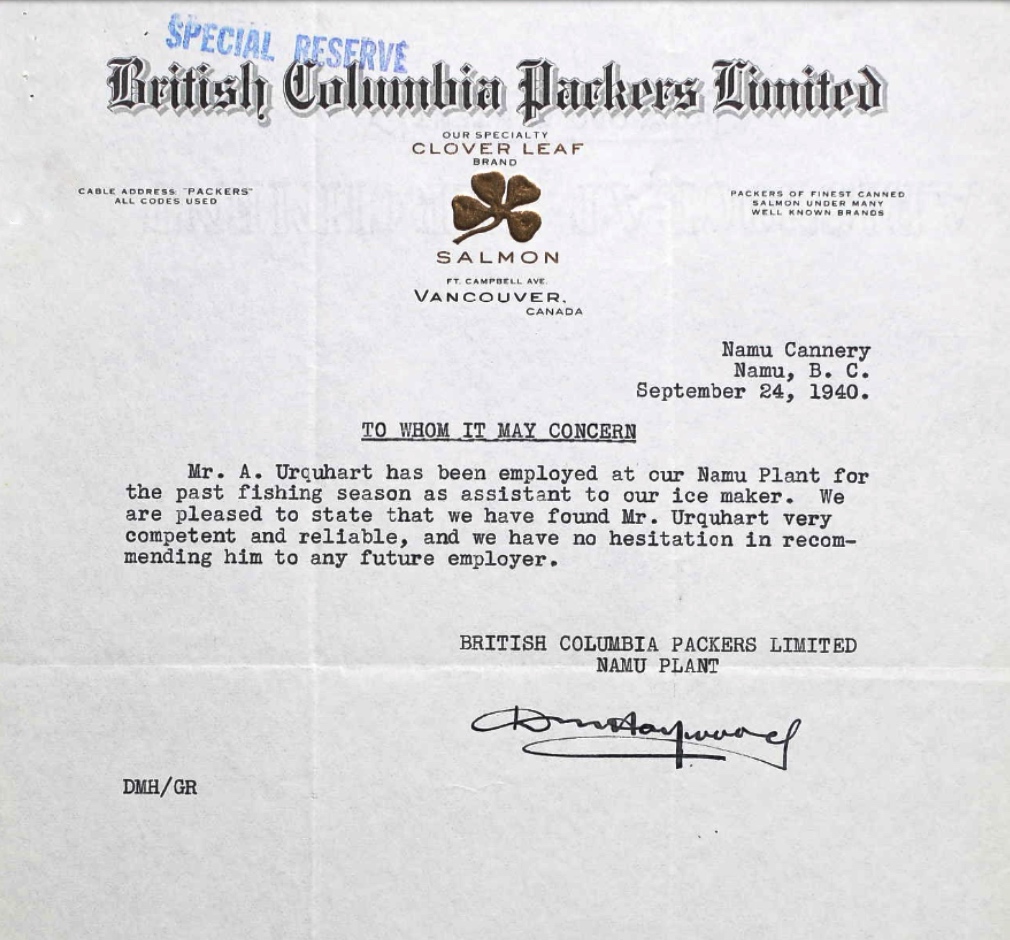 SPECIAL RESERVE
British Columbia Packers Limited
OUR SPECIALTY
CLOVER LEAF
BRAND
CABLE ADDRESS "PACKERS"
ALL CODES USED
PACKERS OF FINEST CANNED
SALMON UNDER MANY
WELL KNOWN BRANDS
SALMON
FT. CAMPBELL AVE.
VANCOUVER,
CANADA
Namu Cannery
Namu, B. C.
September 24, 1940.
TO WHOM IT MAY CONCERN
Mr. A. Urquhart has been employed at our Namu Plant for
the past fishing season as assistant to our ice maker. We
are pleased to state that we have found Mr. Urquhart very
competent and reliable, and we have no hesitation in recom-
mending him to any future employer.
BRITISH COLUMBIA PACKERS LIMITED
NAMU PLANT
DMHaywood
DMH/GR